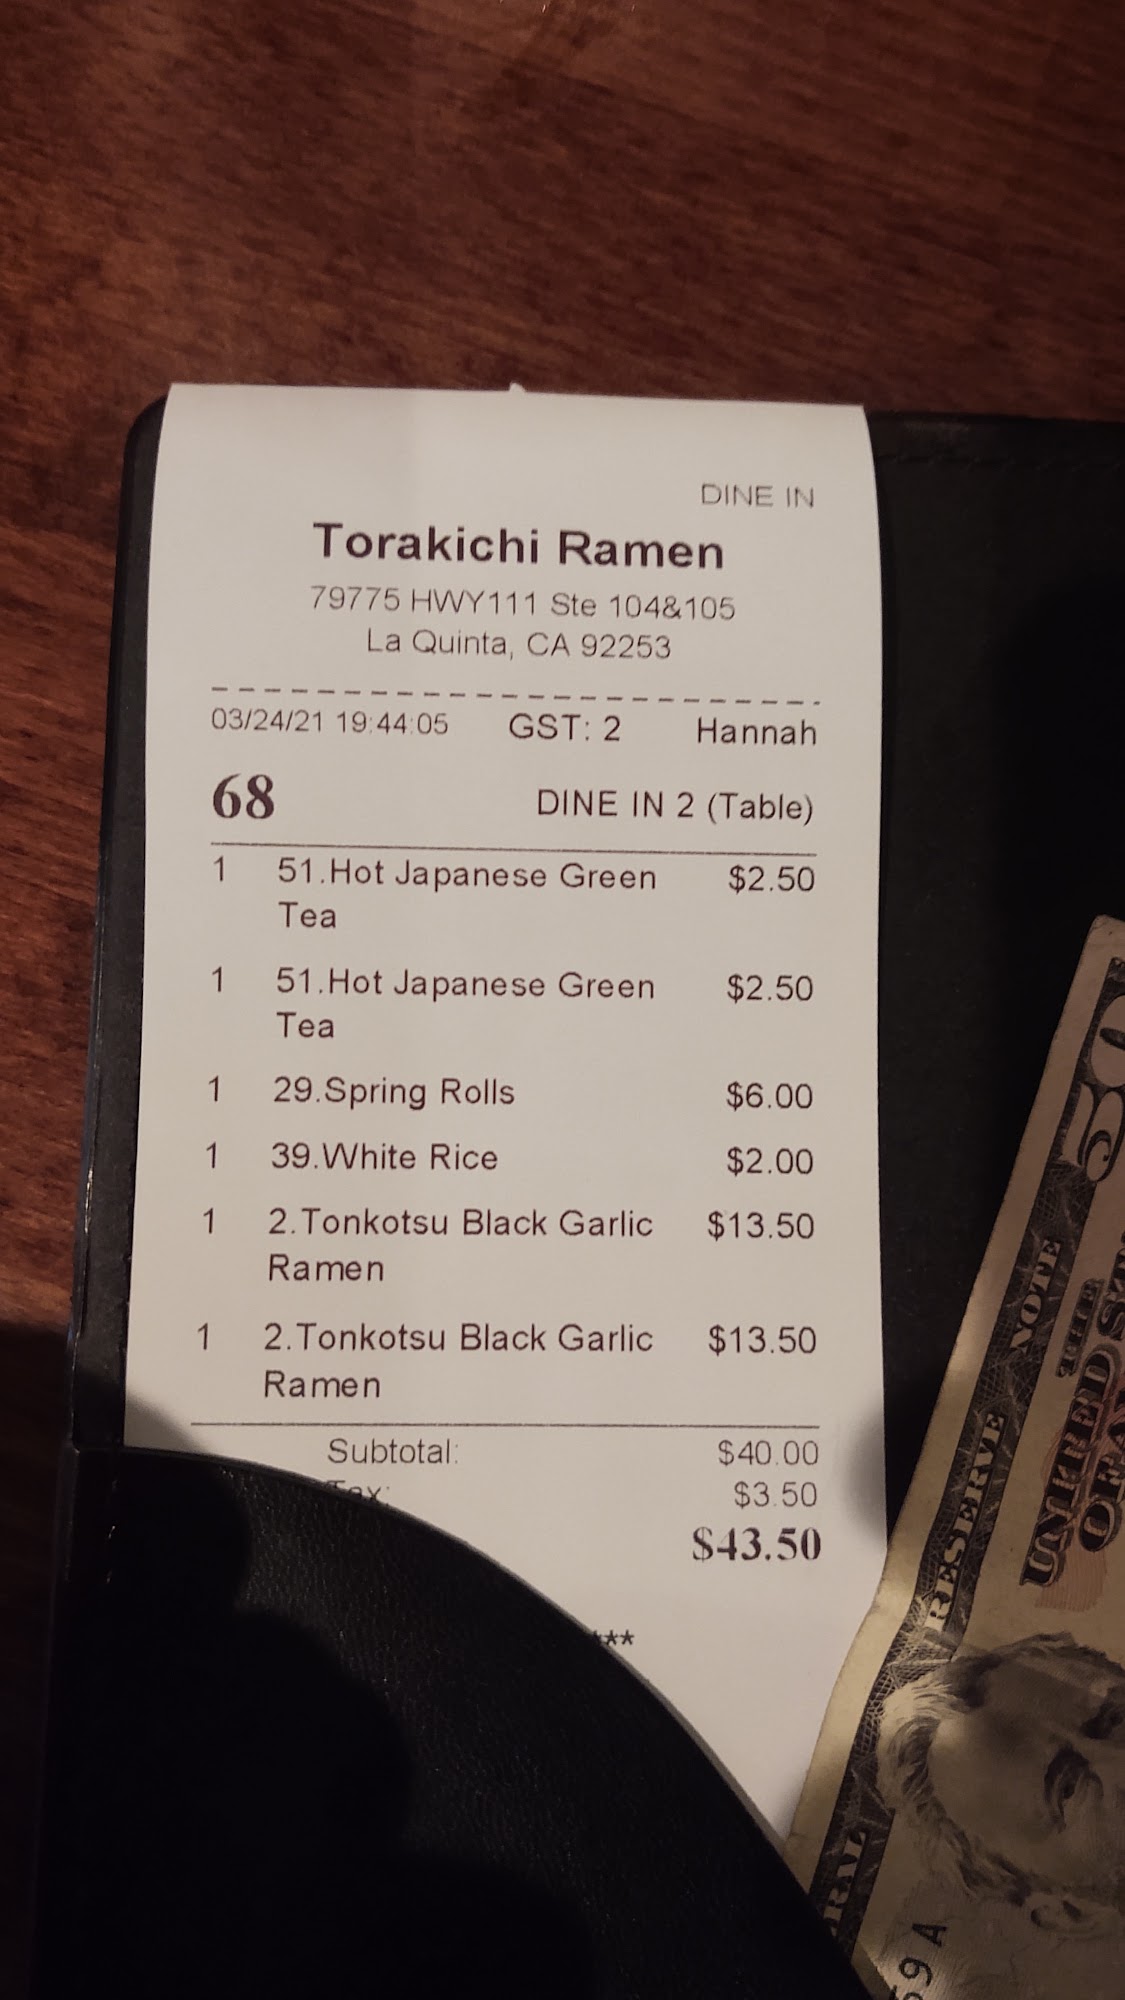 DINE IN
Torakichi Ramen
79775 HWY111 Ste 104&105
La Quinta, CA 92253
03/24/21 19:44:05 GST: 2 Hannah
68 DINE IN 2 (Table)
1 51.Hot Japanese Green $2.50
Tea
1 51.Hot Japanese Green $2.50
Tea
1 29.Spring Rolls $6.00
1 39.White Rice $2.00
1 2.Tonkotsu Black Garlic $13.50
Ramen
1 2.Tonkotsu Black Garlic $13.50
Ramen
Subtotal: $40.00
Tax: $3.50
$43.50
***
50
RESERVE NOTE
THE
UNITED